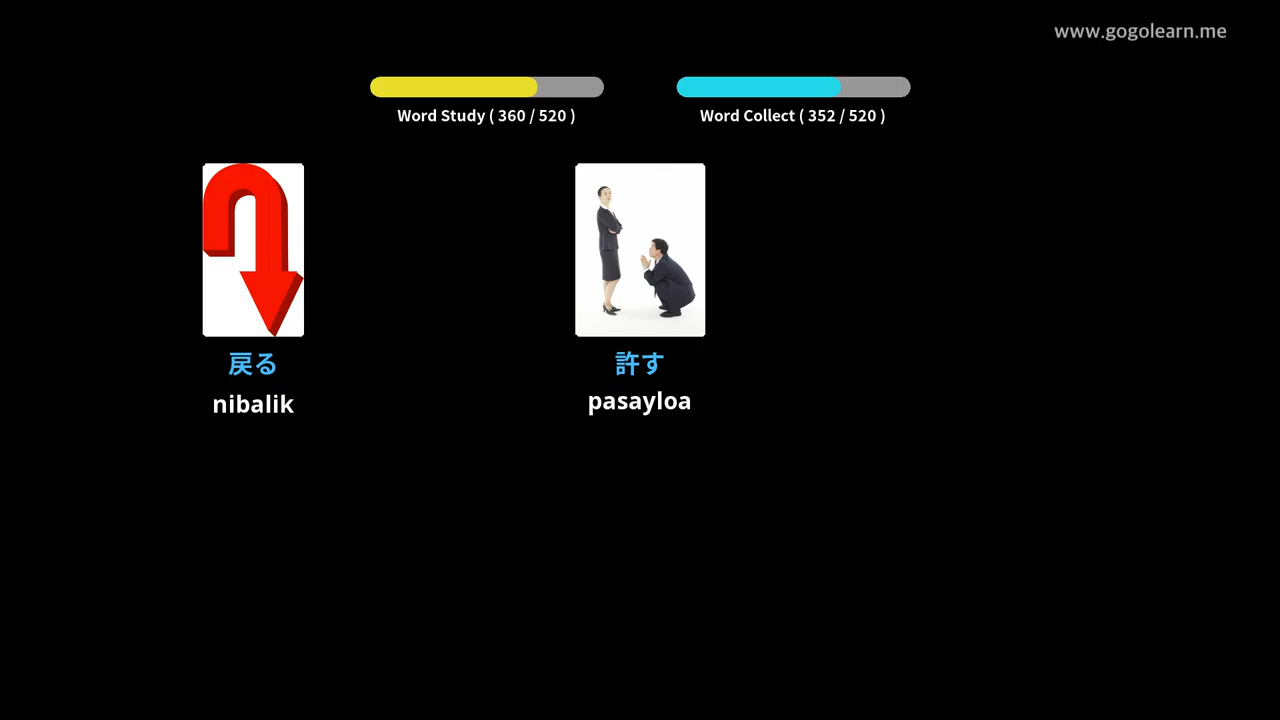 www.gogolearn.me
Word Study ( 360 / 520 )
Word Collect ( 352 / 520 )
戻る
nibalik
許す
pasayloa